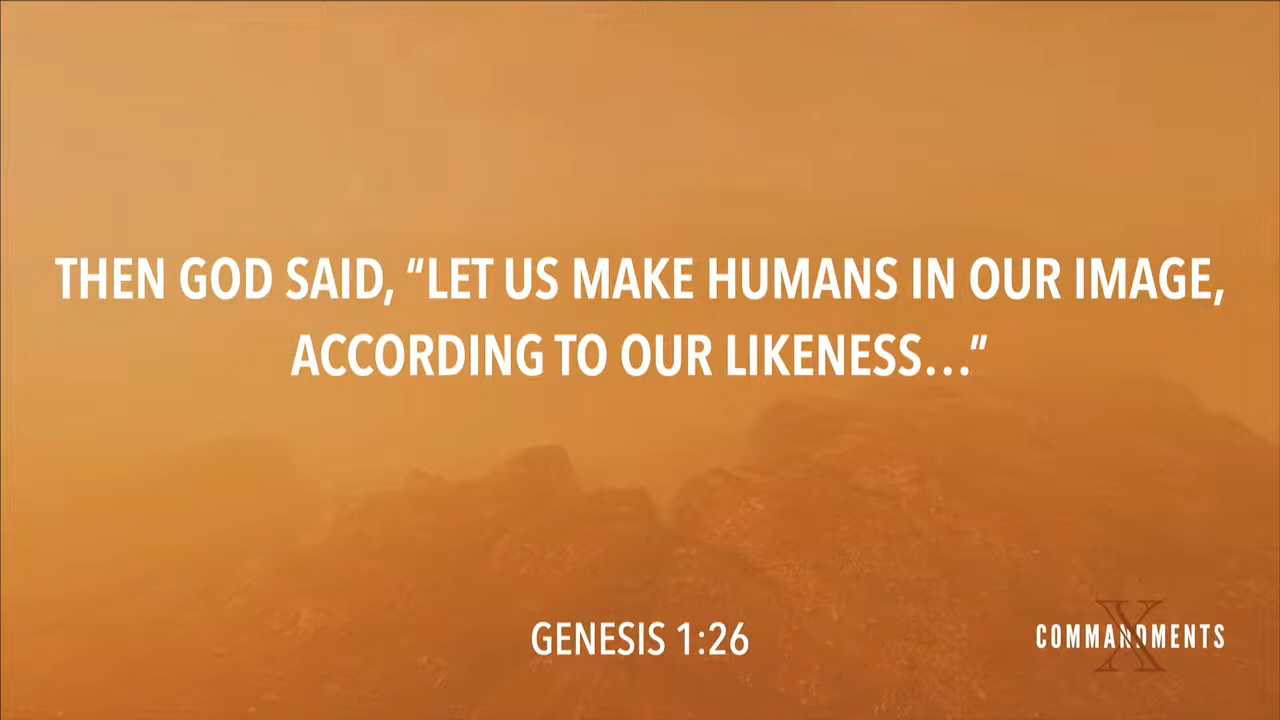 THEN GOD SAID, “LET US MAKE HUMANS IN OUR IMAGE,
ACCORDING TO OUR LIKENESS…”
GENESIS 1:26
X
COMMANDMENTS